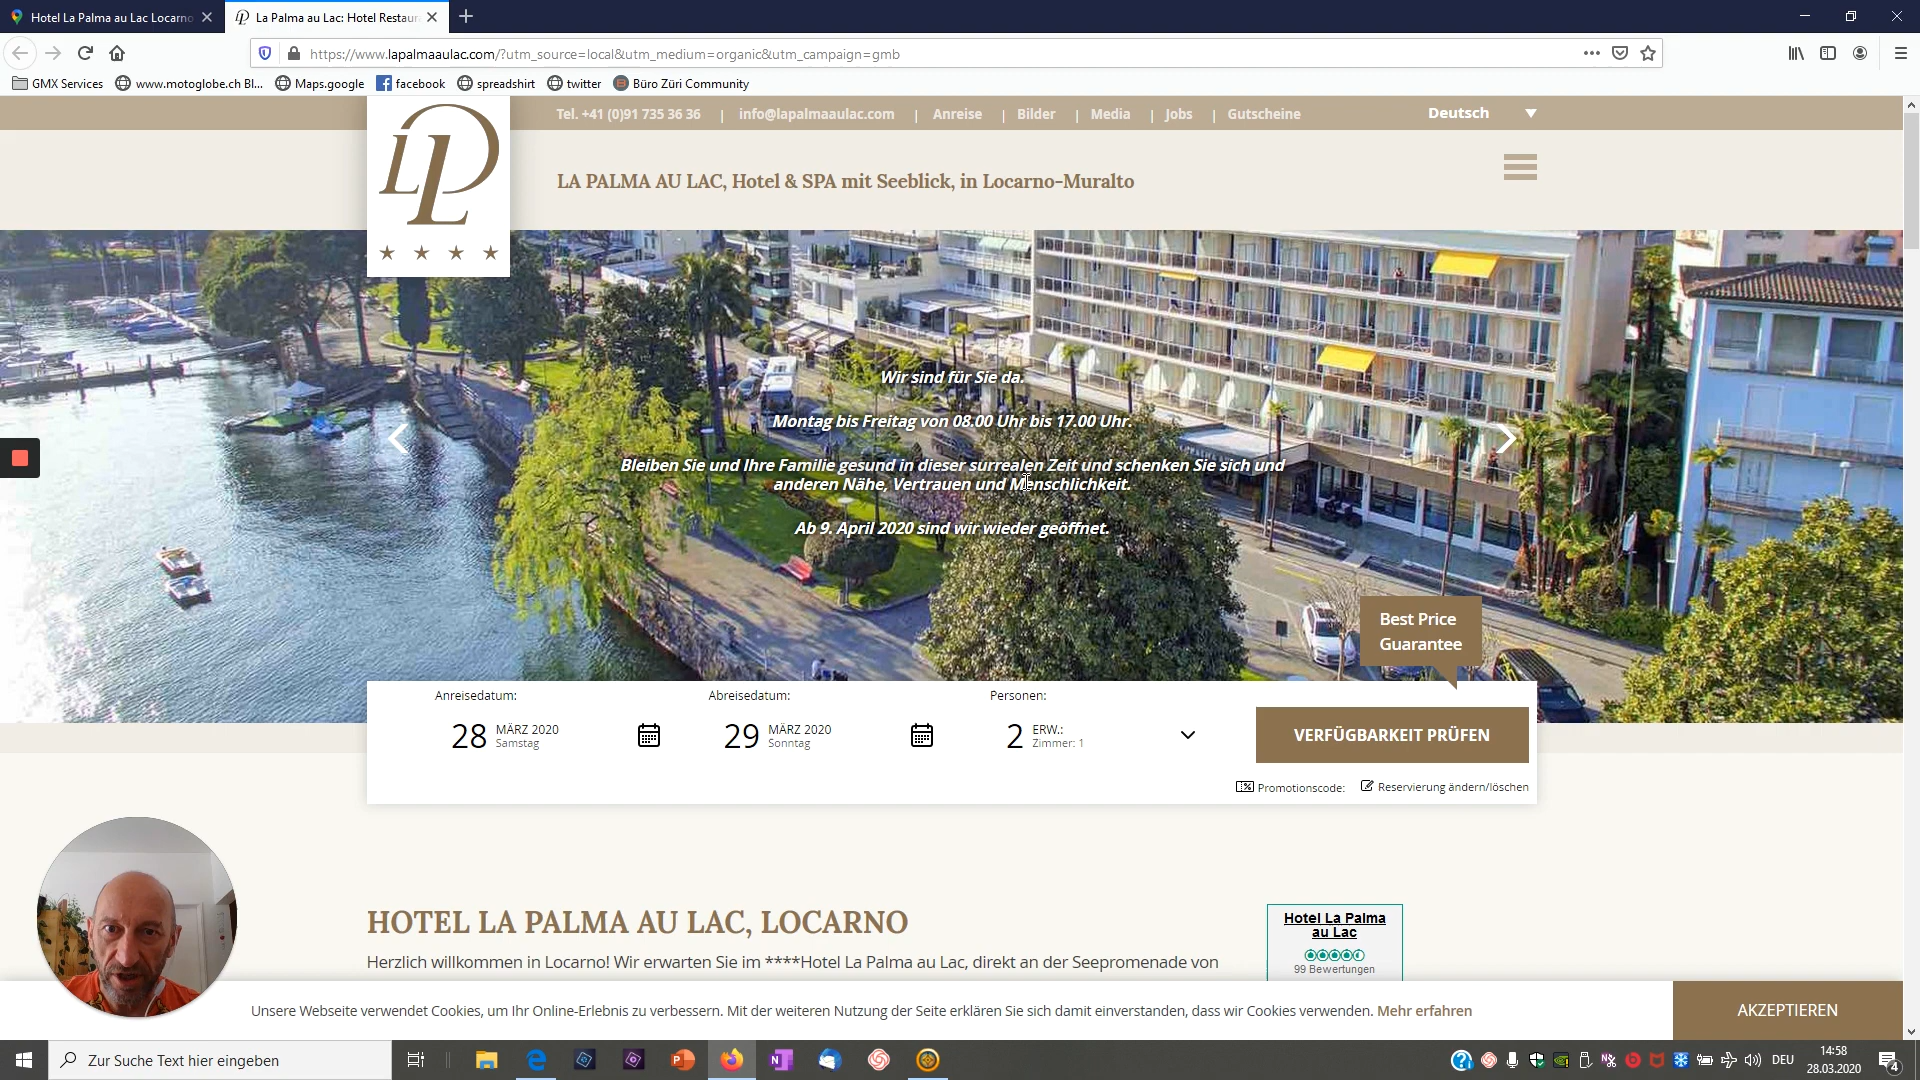 Hotel La Palma au Lac Locarno
La Palma au Lac: Hotel Restaur
https://www.lapalmaaulac.com/?utm_source=local&utm_medium=organic&utm_campaign=gmb
GMX Services
www.motoglobe.ch Bl...
Maps.google
facebook
spreadshirt
twitter
Büro Züri Community
Tel. +41 (0)91 735 36 36 | info@lapalmaaulac.com | Anreise | Bilder | Media | Jobs | Gutscheine
Deutsch
LA PALMA AU LAC, Hotel & SPA mit Seeblick, in Locarno-Muralto
Wir sind für Sie da.
Montag bis Freitag von 08.00 Uhr bis 17.00 Uhr.
Bleiben Sie und Ihre Familie gesund in dieser surrealen Zeit und schenken Sie sich und
anderen Nähe, Vertrauen und Menschlichkeit.
Ab 9. April 2020 sind wir wieder geöffnet.
Best Price
Guarantee
Anreisedatum:
28 MÄRZ 2020
Samstag
Abreisedatum:
29 MÄRZ 2020
Sonntag
Personen:
2 ERW.:
Zimmer: 1
VERFÜGBARKEIT PRÜFEN
Promotionscode:
Reservierung ändern/löschen
HOTEL LA PALMA AU LAC, LOCARNO
Herzlich willkommen in Locarno! Wir erwarten Sie im ****Hotel La Palma au Lac, direkt an der Seepromenade von
Hotel La Palma
au Lac
99 Bewertungen
Unsere Webseite verwendet Cookies, um Ihr Online-Erlebnis zu verbessern. Mit der weiteren Nutzung der Seite erklären Sie sich damit einverstanden, dass wir Cookies verwenden. Mehr erfahren
AKZEPTIEREN
Zur Suche Text hier eingeben
DEU
14:58
28.03.2020
4